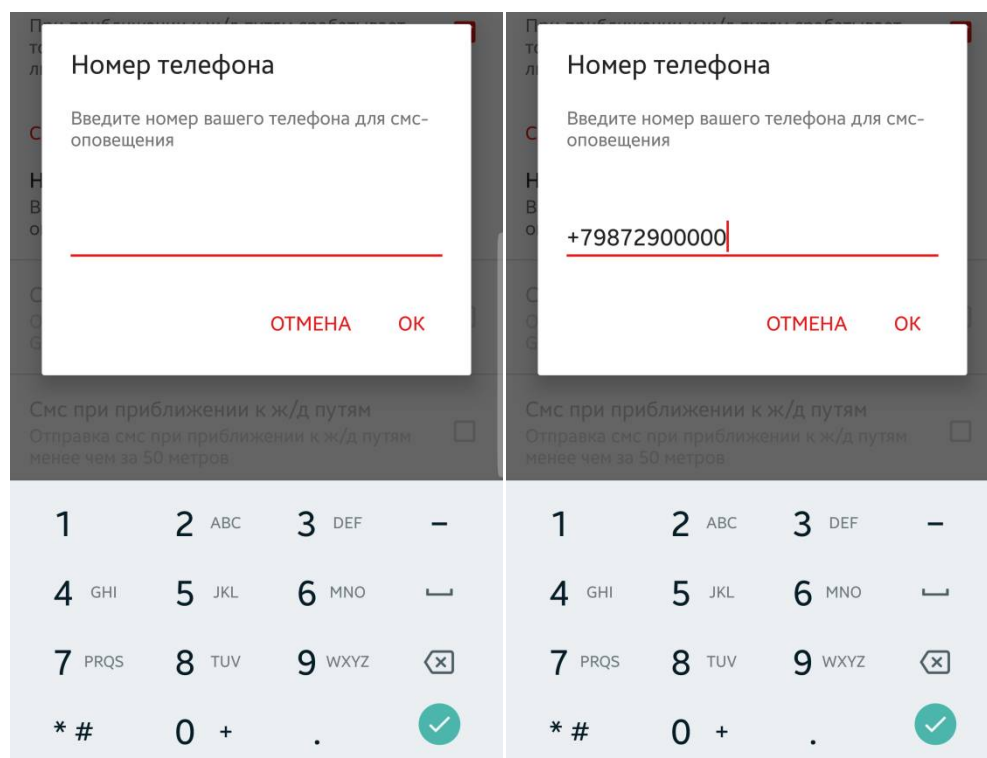 П
то
л
Номер телефона
Введите номер вашего телефона для смс-
оповещения
С
Н
В
о
ОТМЕНА ОК
С
О
G
Смс при приближении к ж/д путям
Отправка смс при приближении к ж/д путям
менее чем за 50 метров
1 2 ABC 3 DEF –
4 GHI 5 JKL 6 MNO
7 PRQS 8 TUV 9 WXYZ
* # 0 + .
П
то
л
Номер телефона
Введите номер вашего телефона для смс-
оповещения
С
Н
В
о
+79872900000
ОТМЕНА ОК
С
О
G
Смс при приближении к ж/д путям
Отправка смс при приближении к ж/д путям
менее чем за 50 метров
1 2 ABC 3 DEF –
4 GHI 5 JKL 6 MNO
7 PRQS 8 TUV 9 WXYZ
* # 0 + .